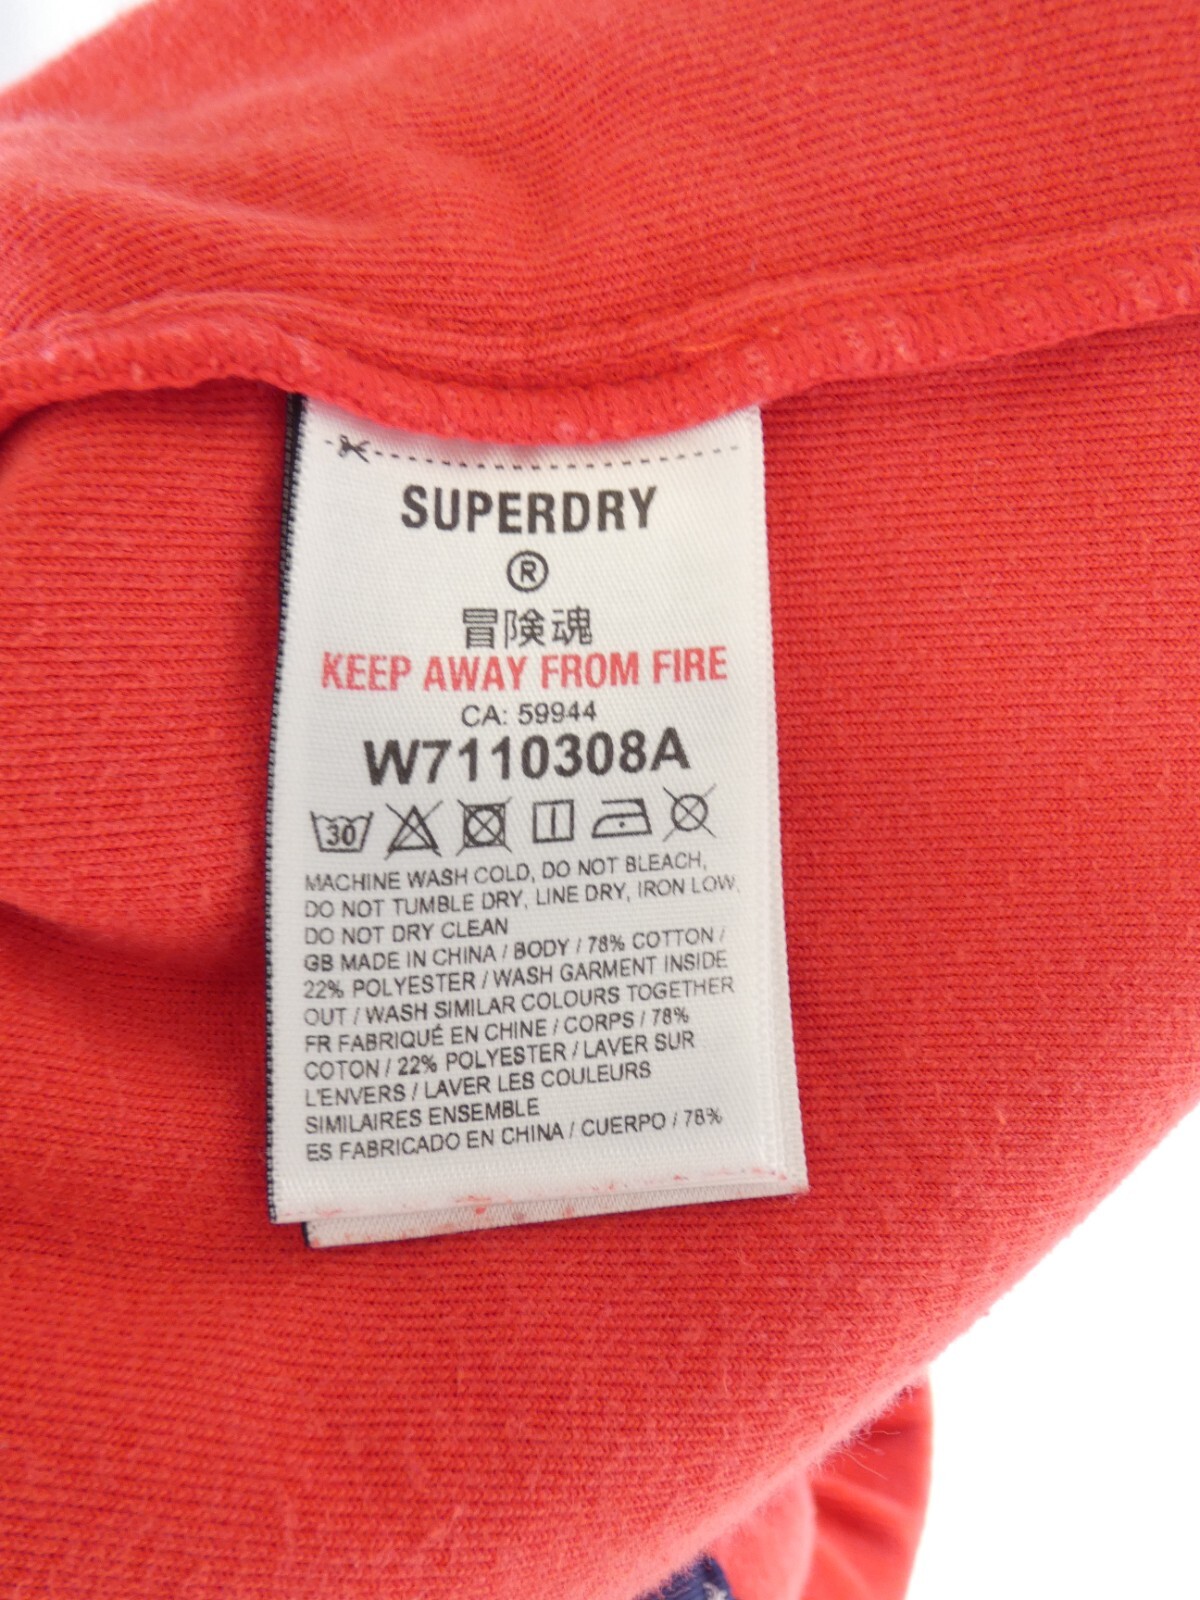 SUPERDRY
®
冒険魂
KEEP AWAY FROM FIRE
CA: 59944
W7110308A
30
MACHINE WASH COLD, DO NOT BLEACH,
DO NOT TUMBLE DRY, LINE DRY, IRON LOW,
DO NOT DRY CLEAN
GB MADE IN CHINA / BODY / 78% COTTON /
22% POLYESTER / WASH GARMENT INSIDE
OUT / WASH SIMILAR COLOURS TOGETHER
FR FABRIQUÉ EN CHINE / CORPS / 78%
COTON / 22% POLYESTER / LAVER SUR
L'ENVERS / LAVER LES COULEURS
SIMILAIRES ENSEMBLE
ES FABRICADO EN CHINA / CUERPO / 78%